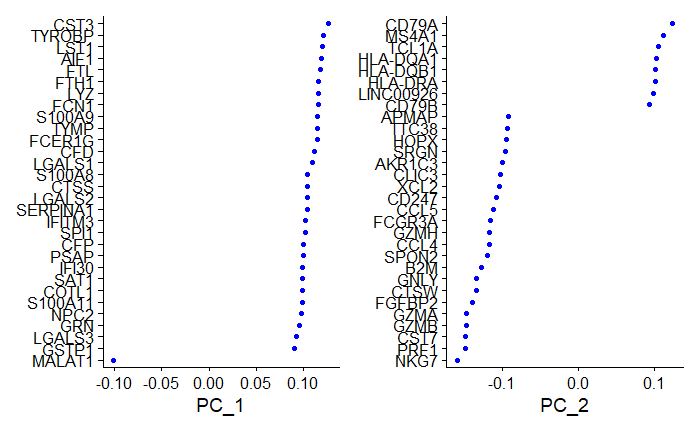 CST3
TYROBP
LST1
AIF1
FTL
FTH1
LYZ
FCN1
S100A9
TYMP
FCER1G
CFD
LGALS1
S100A8
CTSS
LGALS2
SERPINA1
IFITM3
SPI1
CFP
PSAP
IFI30
SAT1
COTL1
S100A11
NPC2
GRN
LGALS3
GSTP1
MALAT1
-0.10 -0.05 0.00 0.05 0.10
PC_1
CD79A
MS4A1
TCL1A
HLA-DQA1
HLA-DQB1
HLA-DRA
LINC00926
CD79B
APMAP
TTC38
HOPX
SRGN
AKR1C3
CLIC3
XCL2
CD247
CCL5
FCGR3A
GZMH
CCL4
SPON2
B2M
GNLY
CTSW
FGFBP2
GZMA
GZMB
CST7
PRF1
NKG7
-0.1 0.0 0.1
PC_2